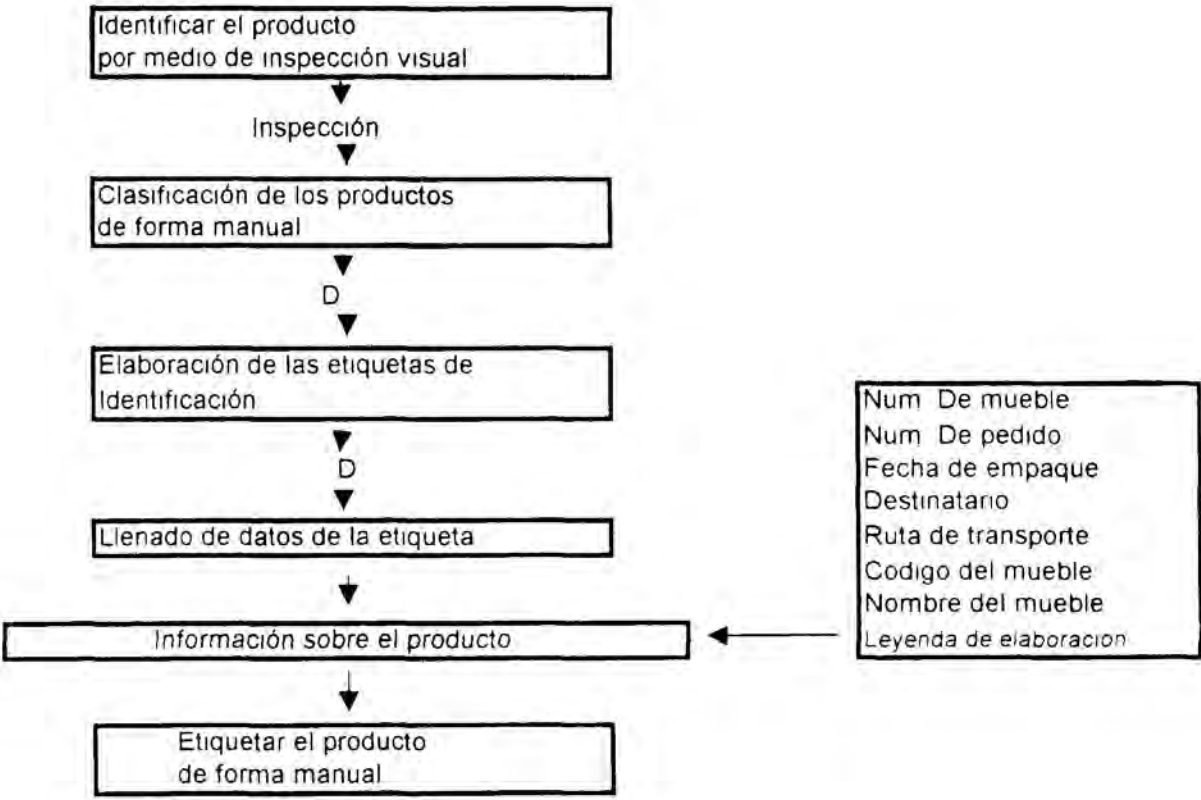 Identificar el producto
por medio de inspección visual
Inspección
Clasificación de los productos
de forma manual
D
Elaboración de las etiquetas de
Identificación
D
Llenado de datos de la etiqueta
Información sobre el producto
Etiquetar el producto
de forma manual
Num De mueble
Num De pedido
Fecha de empaque
Destinatario
Ruta de transporte
Codigo del mueble
Nombre del mueble
Leyenda de elaboracion